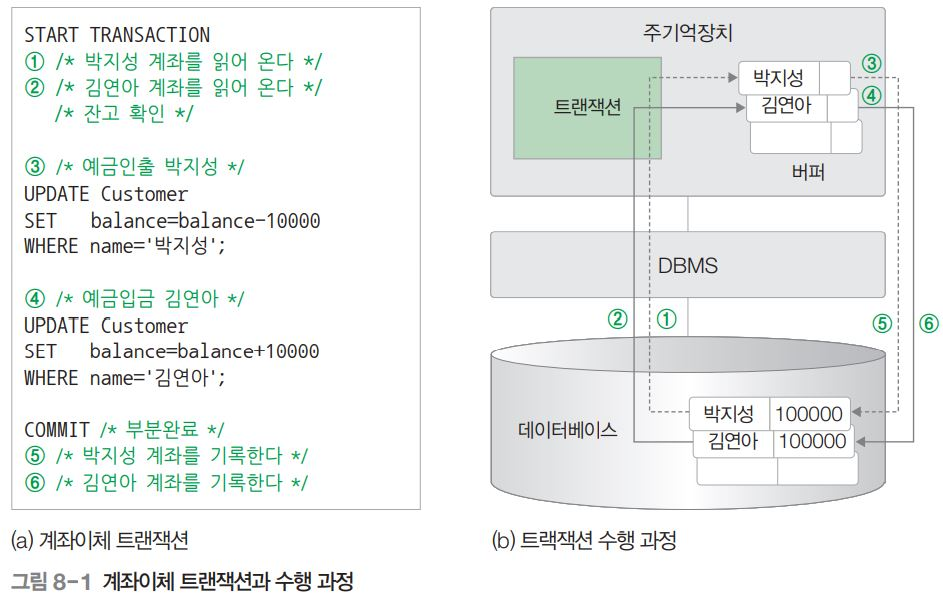 START TRANSACTION
① /* 박지성 계좌를 읽어 온다 */
② /* 김연아 계좌를 읽어 온다 */
/* 잔고 확인 */
③ /* 예금인출 박지성 */
UPDATE Customer
SET balance=balance-10000
WHERE name='박지성';
④ /* 예금입금 김연아 */
UPDATE Customer
SET balance=balance+10000
WHERE name='김연아';
COMMIT /* 부분완료 */
⑤ /* 박지성 계좌를 기록한다 */
⑥ /* 김연아 계좌를 기록한다 */
(a) 계좌이체 트랜잭션
주기억장치
트랜잭션
박지성
③
김연아
④
버퍼
DBMS
② ① ⑤ ⑥
데이터베이스
박지성 100000
김연아 100000
(b) 트랙잭션 수행 과정
그림 8-1 계좌이체 트랜잭션과 수행 과정